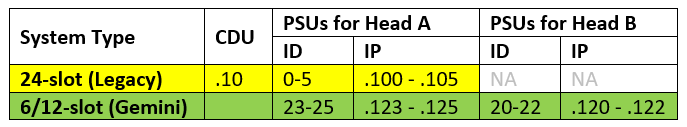 System Type CDU PSUs for Head A PSUs for Head B
ID IP ID IP
24-slot (Legacy) .10 0-5 .100 - .105 NA NA
6/12-slot (Gemini) 23-25 .123 - .125 20-22 .120 - .122